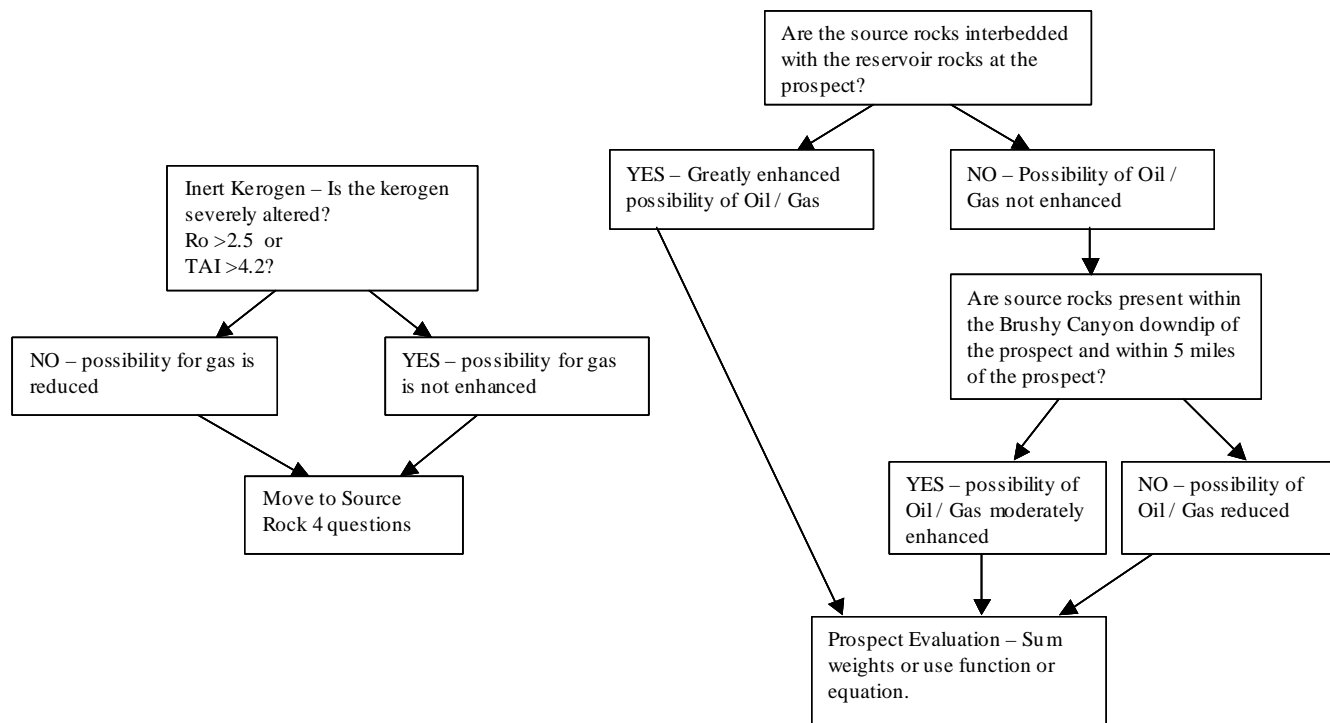 Inert Kerogen – Is the kerogen
severely altered?
Ro >2.5 or
TAI >4.2?
NO – possibility for gas is
reduced
YES – possibility for gas
is not enhanced
Move to Source
Rock 4 questions
Are the source rocks interbedded
with the reservoir rocks at the
prospect?
YES – Greatly enhanced
possibility of Oil / Gas
NO – Possibility of Oil /
Gas not enhanced
Are source rocks present within
the Brushy Canyon downdip of
the prospect and within 5 miles
of the prospect?
YES – possibility of
Oil / Gas moderately
enhanced
NO – possibility of
Oil / Gas reduced
Prospect Evaluation – Sum
weights or use function or
equation.